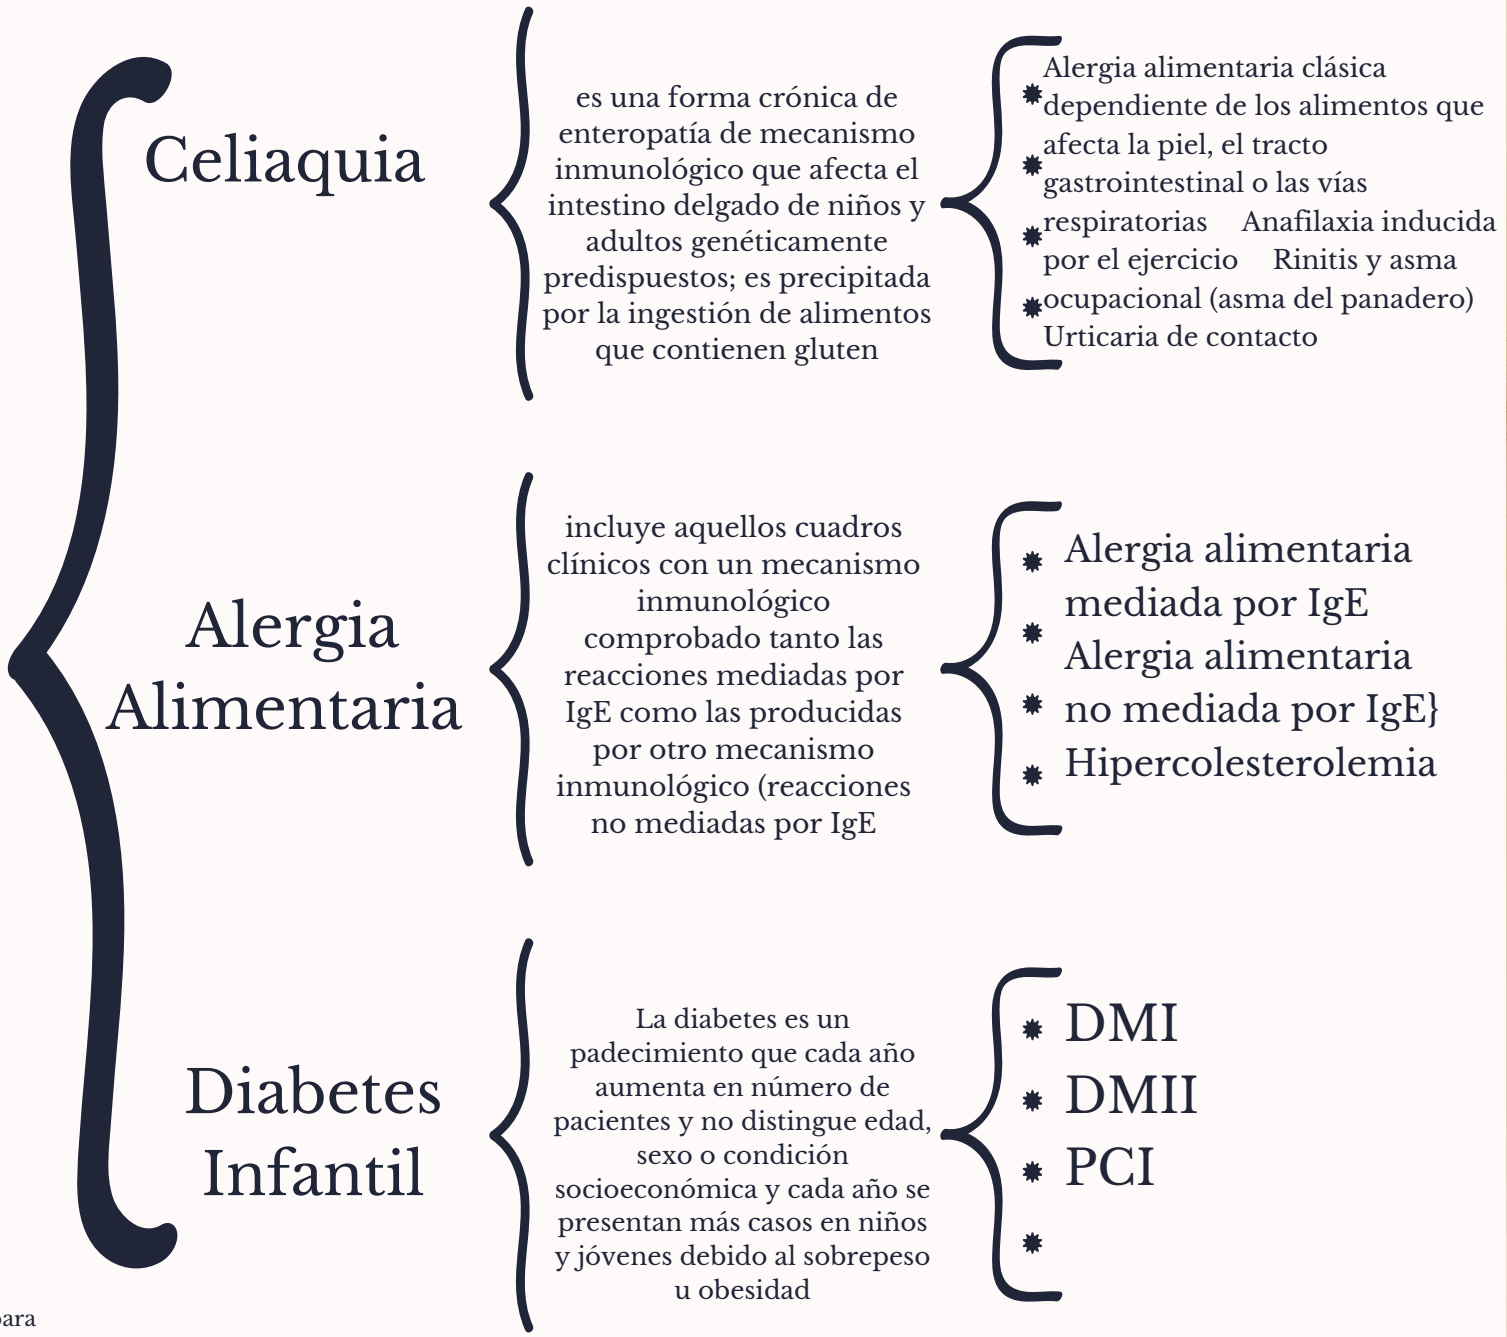 Celiaquia
es una forma crónica de
enteropatía de mecanismo
inmunológico que afecta el
intestino delgado de niños y
adultos genéticamente
predispuestos; es precipitada
por la ingestión de alimentos
que contienen gluten
Alergia alimentaria clásica
dependiente de los alimentos que
afecta la piel, el tracto
gastrointestinal o las vías
respiratorias Anafilaxia inducida
por el ejercicio Rinitis y asma
ocupacional (asma del panadero)
Urticaria de contacto
Alergia
Alimentaria
incluye aquellos cuadros
clínicos con un mecanismo
inmunológico
comprobado tanto las
reacciones mediadas por
IgE como las producidas
por otro mecanismo
inmunológico (reacciones
no mediadas por IgE
Alergia alimentaria
mediada por IgE
Alergia alimentaria
no mediada por IgE}
Hipercolesterolemia
Diabetes
Infantil
La diabetes es un
padecimiento que cada año
aumenta en número de
pacientes y no distingue edad,
sexo o condición
socioeconómica y cada año se
presentan más casos en niños
y jóvenes debido al sobrepeso
u obesidad
DMI
DMII
PCI